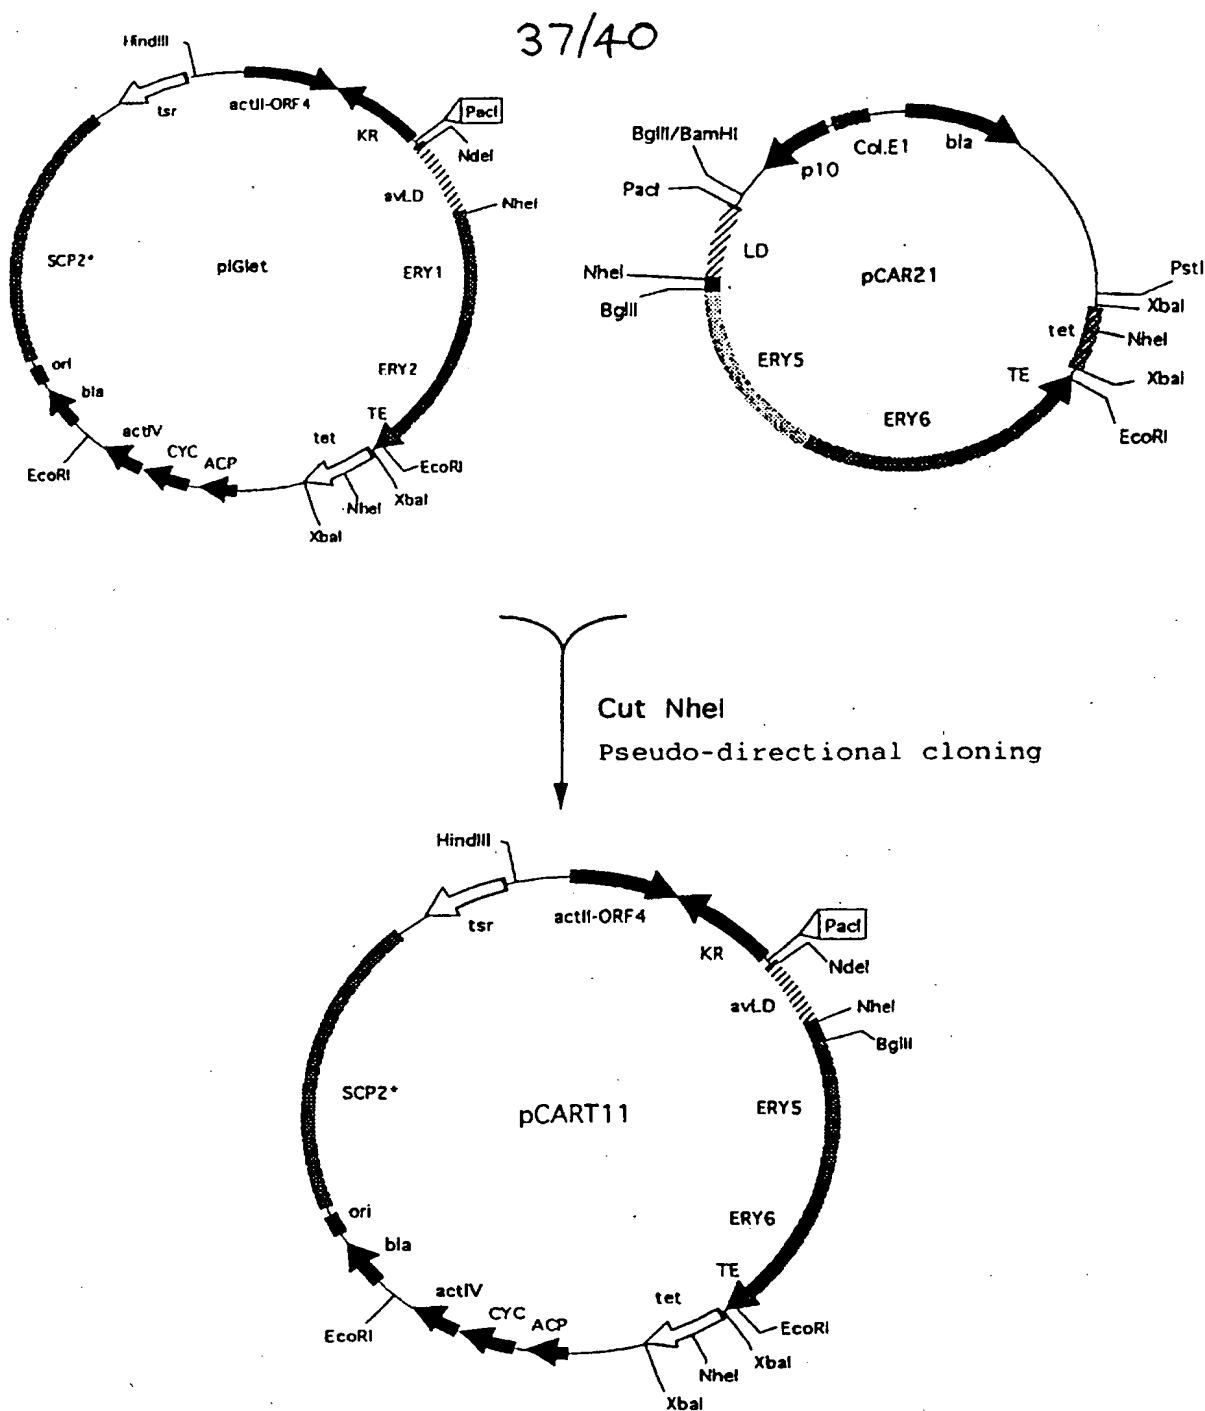 37/40
HindIII
tsr
actII-ORF4
KR
PacI
NdeI
avLD
NheI
SCP2*
pIGlet
ERY1
ERY2
ori
bla
TE
tet
actIV
CYC
ACP
EcoRI
EcoRI
NheI
XbaI
XbaI
BglII/BamHI
p10
Col.E1
bla
PacI
LD
NheI
pCAR21
PstI
BglII
XbaI
tet
NheI
ERY5
TE
XbaI
ERY6
EcoRI
Cut NheI
Pseudo-directional cloning
HindIII
tsr
actII-ORF4
KR
PacI
NdeI
avLD
NheI
BglII
SCP2*
pCART11
ERY5
ori
ERY6
bla
TE
actIV
tet
CYC
ACP
EcoRI
EcoRI
XbaI
NheI
XbaI